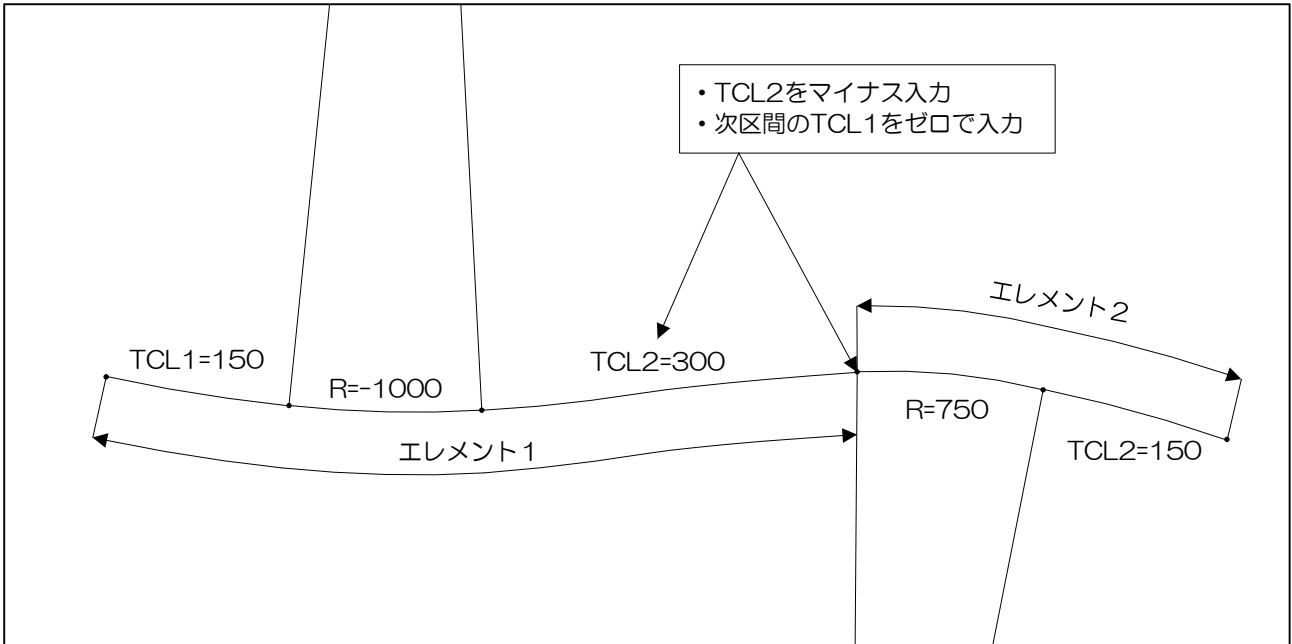 ・TCL2をマイナス入力
・次区間のTCL1をゼロで入力
エレメント2
TCL1=150
R=-1000
TCL2=300
R=750
エレメント1
TCL2=150